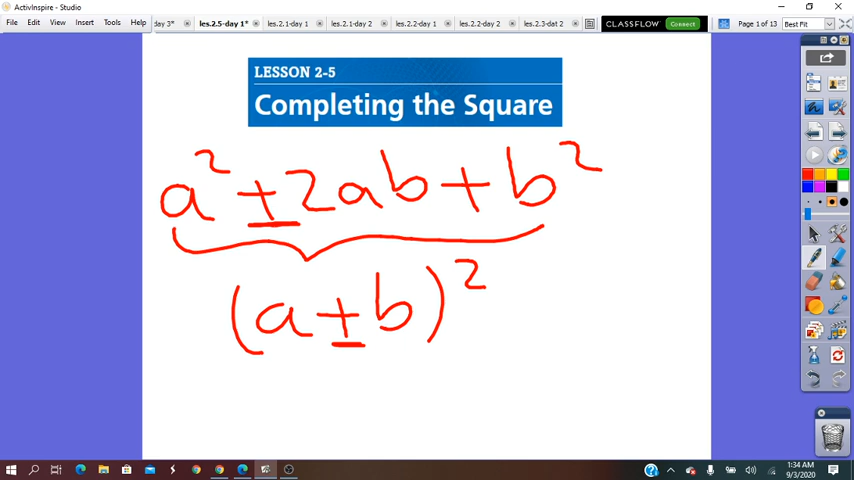 ActivInspire - Studio
File Edit View Insert Tools Help day 3* les.2.5-day 1* les.2.1-day 1 les.2.1-day 2 les.2.2-day 1 les.2.2-day 2 les.2.3-dat 2 CLASSFLOW Connect Page 1 of 13 Best Fit
LESSON 2-5
Completing the Square
a² ± 2ab + b²
(a ± b)²
1:34 AM
9/3/2020